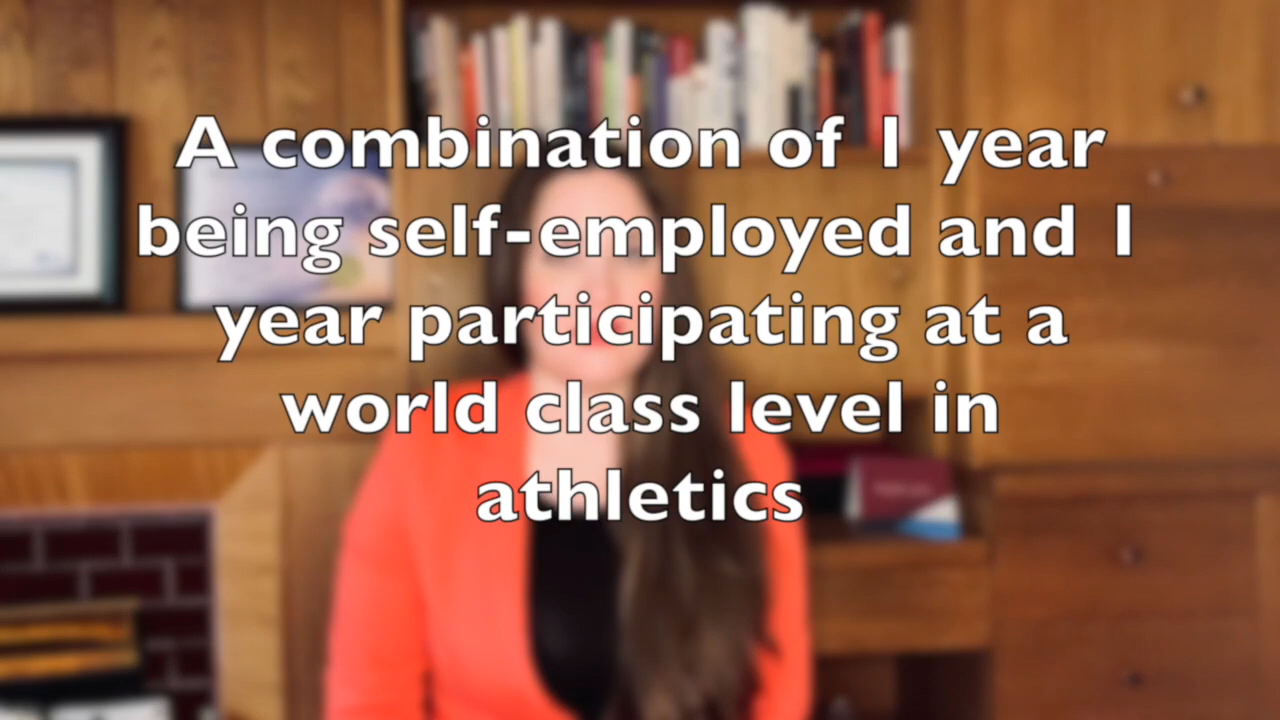 A combination of 1 year
being self-employed and 1
year participating at a
world class level in
athletics